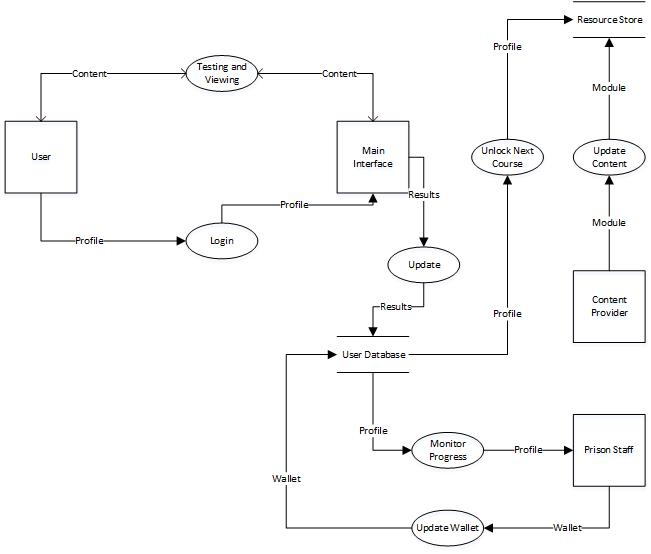 Resource Store
Profile
Testing and
Viewing
Content
Content
Module
User
Main
Interface
Unlock Next
Course
Update
Content
Results
Profile
Module
Profile
Login
Update
Results
Profile
Content
Provider
User Database
Profile
Monitor
Progress
Profile
Prison Staff
Wallet
Update Wallet
Wallet